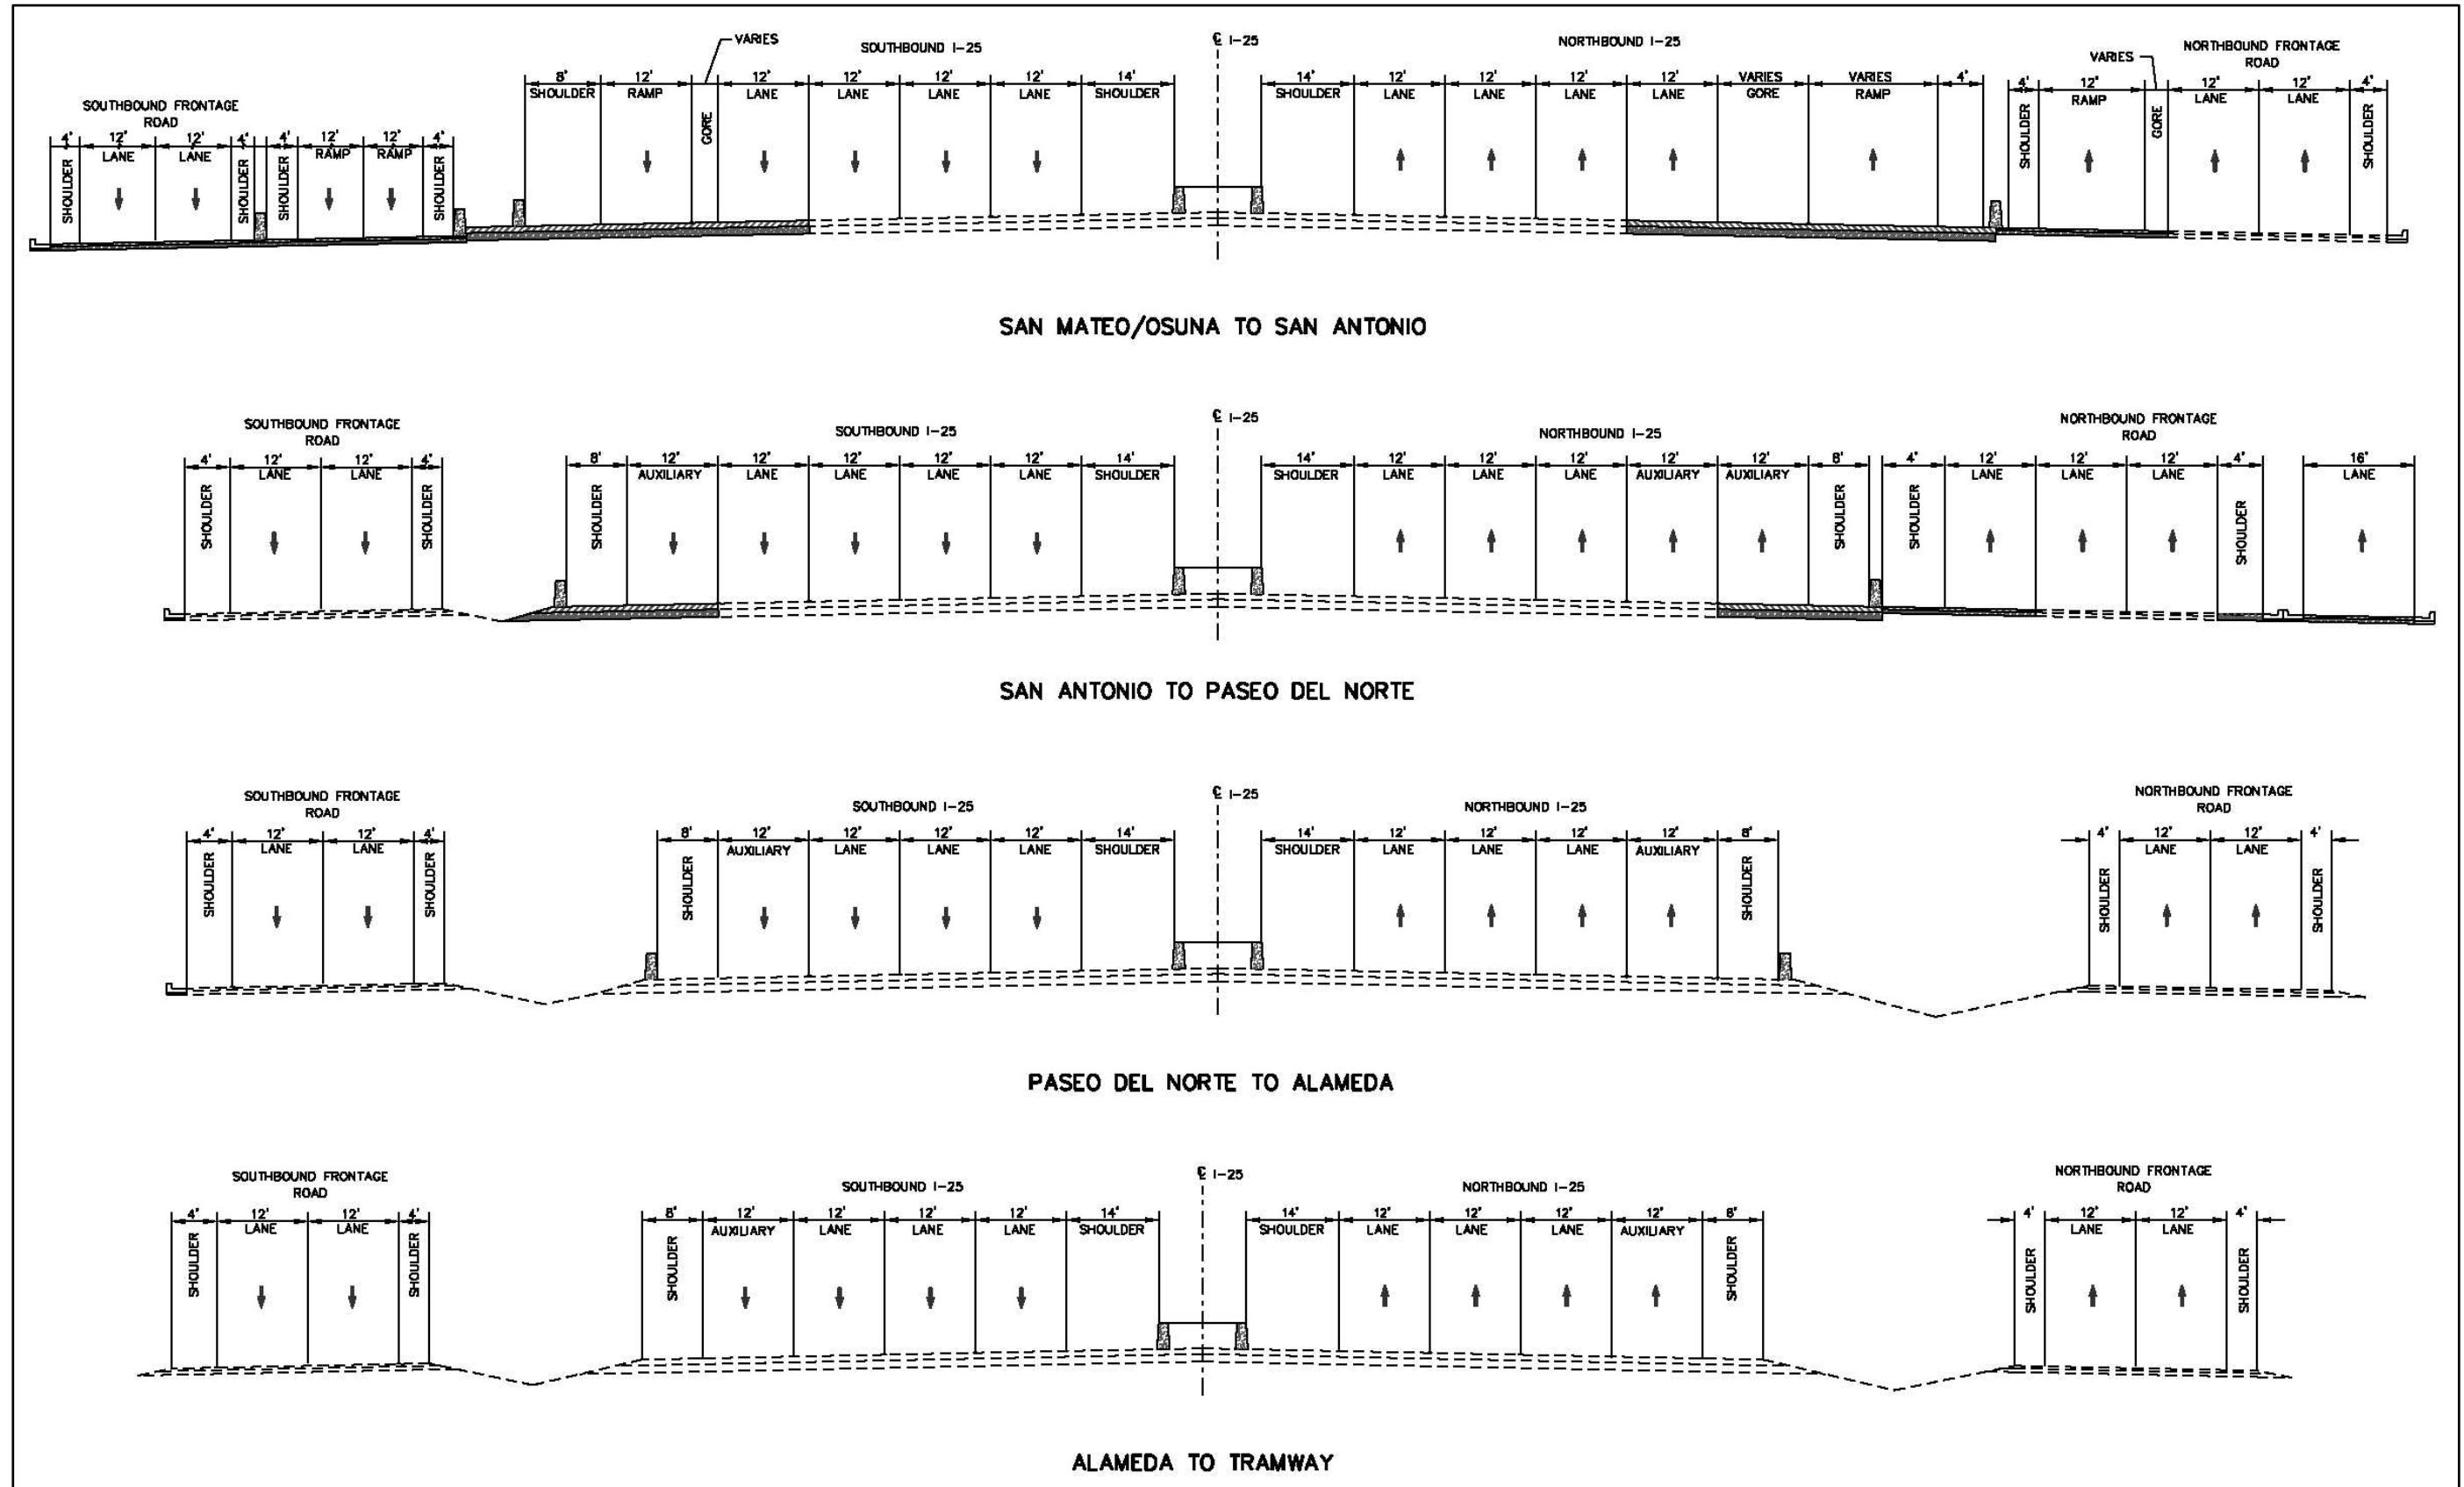 VARIES
SOUTHBOUND I-25
℄ I-25
NORTHBOUND I-25
VARIES
NORTHBOUND FRONTAGE
ROAD
SOUTHBOUND FRONTAGE
ROAD
8' 12' 12' 12' 12' 12' 14' 14' 12' 12' 12' 12' VARIES VARIES 4' 4' 12' 12' 12' 4'
SHOULDER RAMP GORE LANE LANE LANE LANE SHOULDER SHOULDER LANE LANE LANE LANE GORE RAMP SHOULDER RAMP GORE LANE LANE SHOULDER
4' 12' 12' 4' 4' 12' 12' 4'
SHOULDER LANE LANE SHOULDER SHOULDER RAMP RAMP SHOULDER
SAN MATEO/OSUNA TO SAN ANTONIO
SOUTHBOUND FRONTAGE
ROAD
SOUTHBOUND I-25
℄ I-25
NORTHBOUND I-25
NORTHBOUND FRONTAGE
ROAD
4' 12' 12' 4' 8' 12' 12' 12' 12' 12' 14' 14' 12' 12' 12' 12' 12' 8' 4' 12' 12' 12' 4' 16'
SHOULDER LANE LANE SHOULDER SHOULDER AUXILIARY LANE LANE LANE LANE SHOULDER SHOULDER LANE LANE LANE AUXILIARY AUXILIARY SHOULDER SHOULDER LANE LANE LANE SHOULDER LANE
SAN ANTONIO TO PASEO DEL NORTE
SOUTHBOUND FRONTAGE
ROAD
SOUTHBOUND I-25
℄ I-25
NORTHBOUND I-25
NORTHBOUND FRONTAGE
ROAD
4' 12' 12' 4' 8' 12' 12' 12' 12' 14' 14' 12' 12' 12' 12' 8' 4' 12' 12' 4'
SHOULDER LANE LANE SHOULDER SHOULDER AUXILIARY LANE LANE LANE SHOULDER SHOULDER LANE LANE LANE AUXILIARY SHOULDER SHOULDER LANE LANE SHOULDER
PASEO DEL NORTE TO ALAMEDA
SOUTHBOUND FRONTAGE
ROAD
SOUTHBOUND I-25
℄ I-25
NORTHBOUND I-25
NORTHBOUND FRONTAGE
ROAD
4' 12' 12' 4' 8' 12' 12' 12' 12' 14' 14' 12' 12' 12' 12' 8' 4' 12' 12' 4'
SHOULDER LANE LANE SHOULDER SHOULDER AUXILIARY LANE LANE LANE SHOULDER SHOULDER LANE LANE LANE AUXILIARY SHOULDER SHOULDER LANE LANE SHOULDER
ALAMEDA TO TRAMWAY